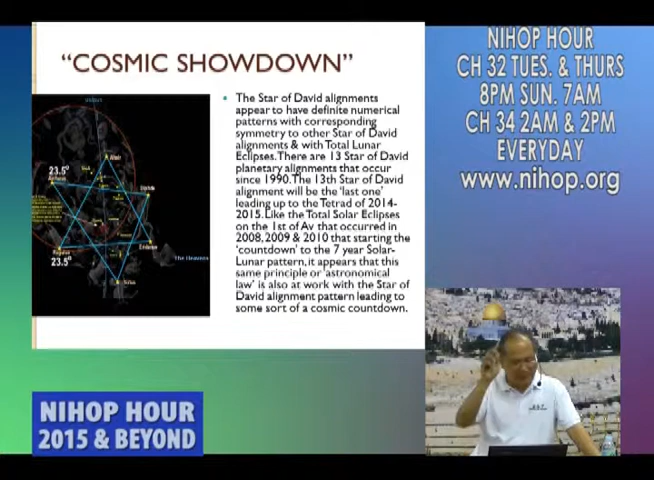 "COSMIC SHOWDOWN"
• The Star of David alignments
appear to have definite numerical
patterns with corresponding
symmetry to other Star of David
alignments & with Total Lunar
Eclipses.There are 13 Star of David
planetary alignments that occur
since 1990.The 13th Star of David
alignment will be the 'last one'
leading up to the Tetrad of 2014-
2015.Like the Total Solar Eclipses
on the 1st of Av that occurred in
2008, 2009 & 2010 that starting the
'countdown' to the 7 year Solar-
Lunar pattern, it appears that this
same principle or 'astronomical
law' is also at work with the Star of
David alignment pattern leading to
some sort of a cosmic countdown.
23.5°
23.5°
The Heavens
NIHOP HOUR
CH 32 TUES. & THURS
8PM SUN. 7AM
CH 34 2AM & 2PM
EVERYDAY
www.nihop.org
NIHOP HOUR
2015 & BEYOND